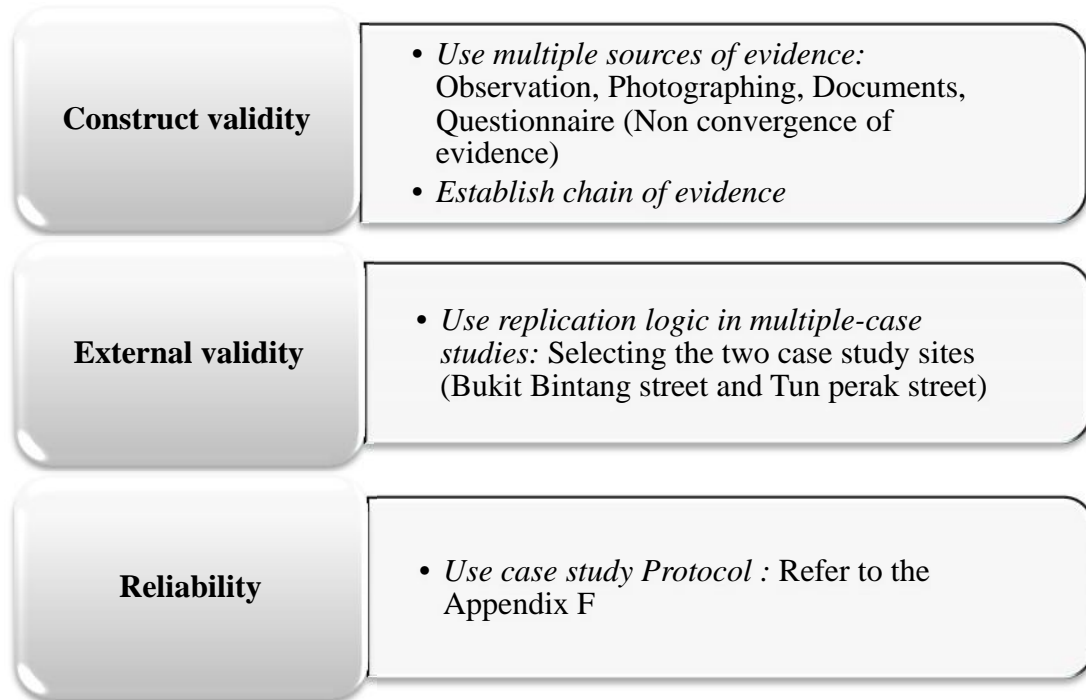 Construct validity
• Use multiple sources of evidence:
Observation, Photographing, Documents,
Questionnaire (Non convergence of
evidence)
• Establish chain of evidence
External validity
• Use replication logic in multiple-case
studies: Selecting the two case study sites
(Bukit Bintang street and Tun perak street)
Reliability
• Use case study Protocol : Refer to the
Appendix F